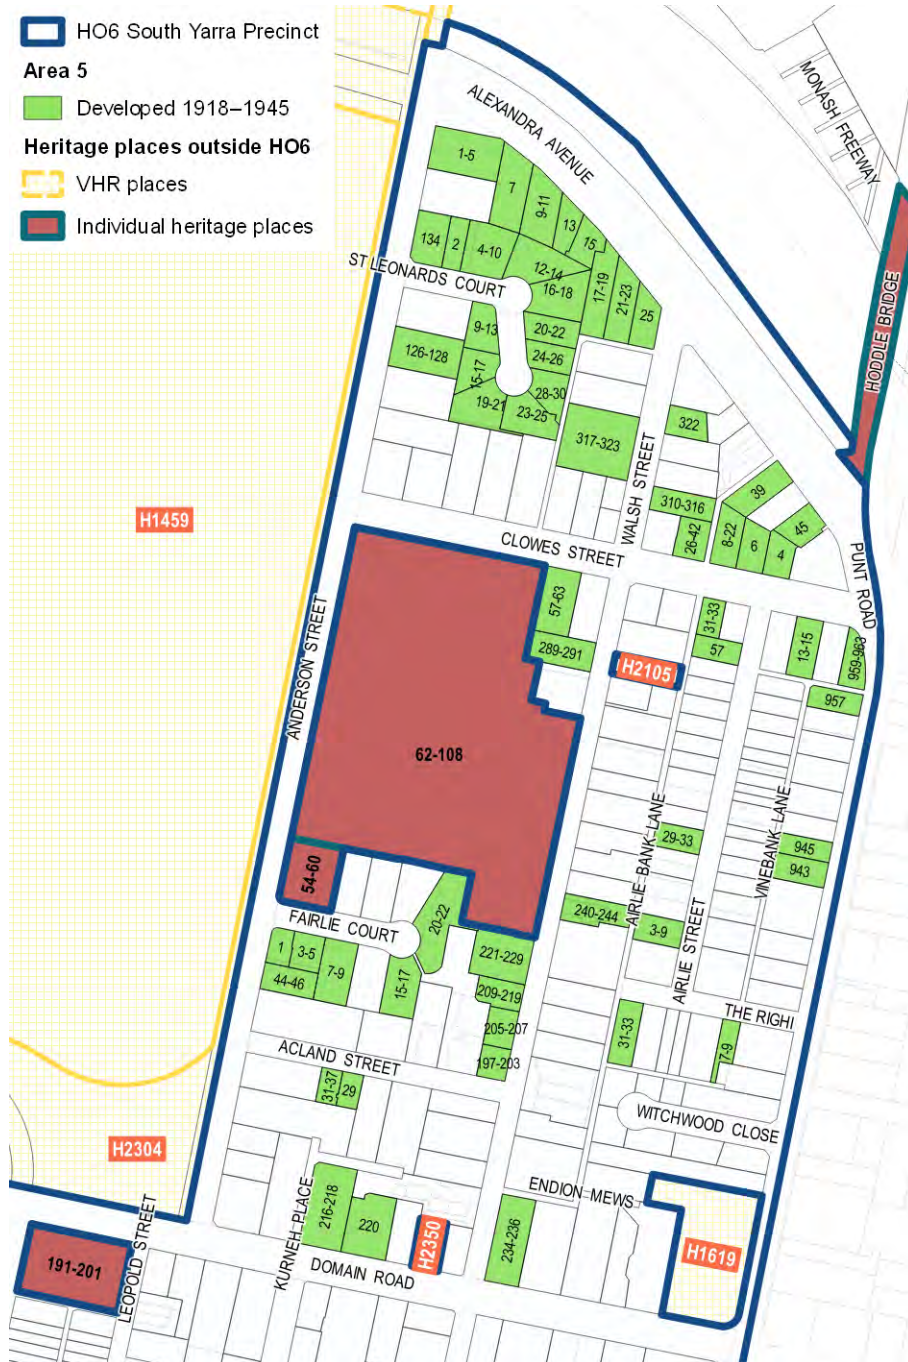 HO6 South Yarra Precinct
Area 5
Developed 1918–1945
Heritage places outside HO6
VHR places
Individual heritage places
MONASH FREEWAY
ALEXANDRA AVENUE
HODDLE BRIDGE
1-5
7
9-11
13
15
134
2
4-10
12-14
16-18
17-19
21-23
25
ST LEONARDS COURT
9-13
20-22
126-128
15-17
24-26
28-30
19-21
23-25
317-323
322
WALSH STREET
310-316
39
26-42
8-22
6
4
45
H1459
CLOWES STREET
PUNT ROAD
57-63
31-33
289-291
57
13-15
959-963
H2105
957
ANDERSON STREET
62-108
29-33
945
943
AIRLIE BANK LANE
VINEBANK LANE
54-60
20-22
240-244
3-9
AIRLIE STREET
FAIRLIE COURT
1
3-5
7-9
44-46
15-17
221-229
209-219
205-207
197-203
THE RIGHI
31-33
7-9
ACLAND STREET
31-37
29
WITCHWOOD CLOSE
H2304
ENDION MEWS
216-218
220
H2350
234-236
H1619
KURNEH PLACE
DOMAIN ROAD
LEOPOLD STREET
191-201